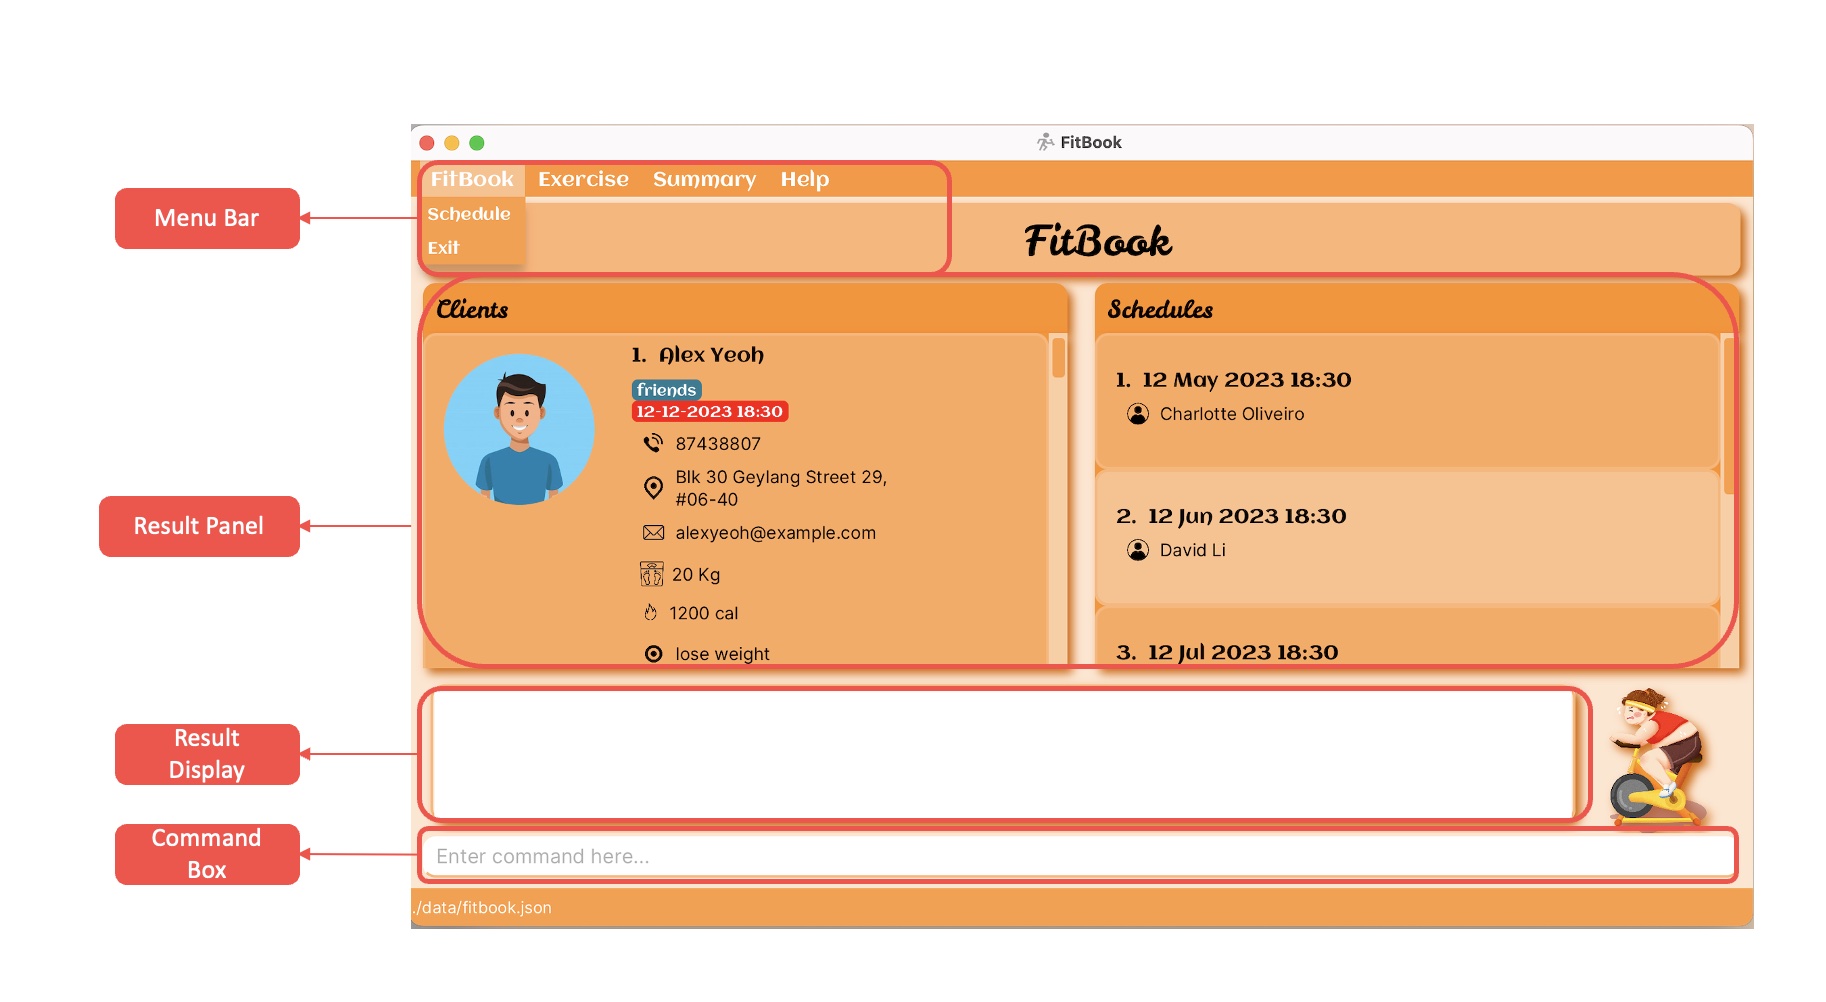 FitBook
FitBook Exercise Summary Help
Schedule
Exit
FitBook
Menu Bar
Clients
1. Alex Yeoh
friends
12-12-2023 18:30
87438807
Blk 30 Geylang Street 29,
#06-40
alexyeoh@example.com
20 Kg
1200 cal
lose weight
Schedules
1. 12 May 2023 18:30
Charlotte Oliveiro
2. 12 Jun 2023 18:30
David Li
3. 12 Jul 2023 18:30
Result Panel
Result
Display
Command
Box
Enter command here...
./data/fitbook.json